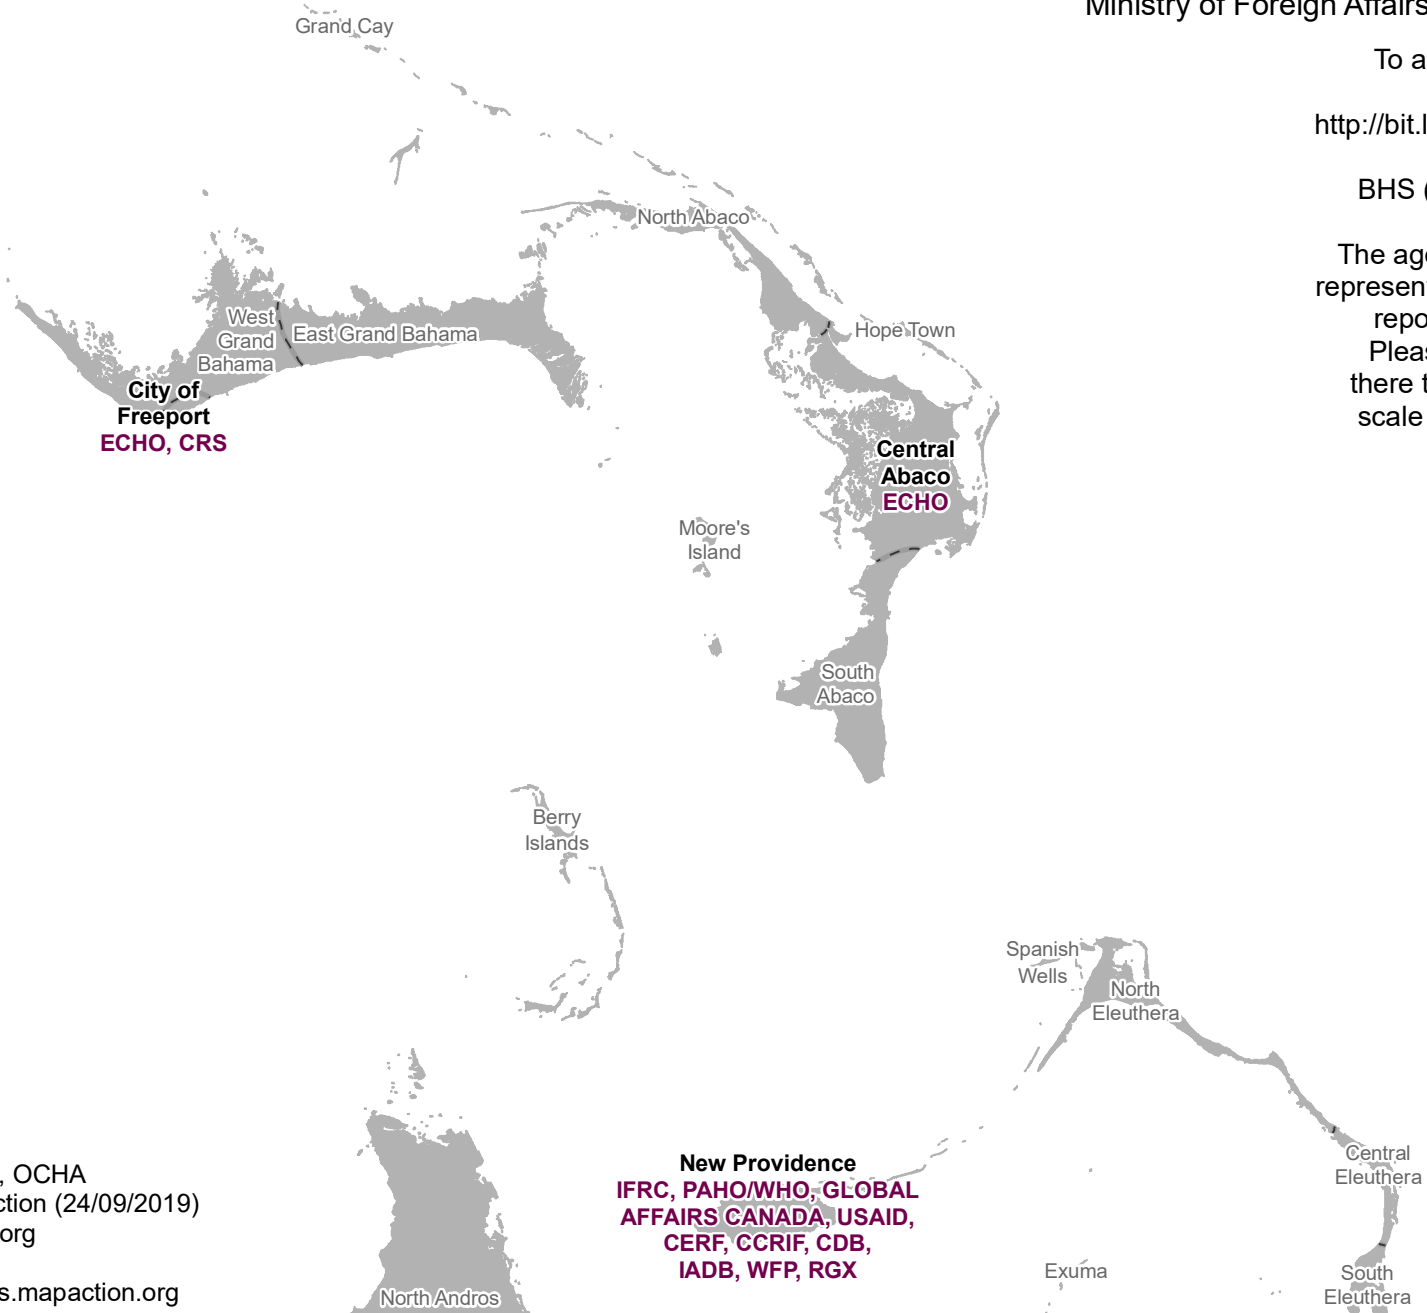 Ministry of Foreign Affairs
To a
http://bit.l
BHS (
The age
represent
repo
Pleas
there t
scale
Grand Cay
North Abaco
Hope Town
West
Grand
Bahama
East Grand Bahama
City of
Freeport
ECHO, CRS
Central
Abaco
ECHO
Moore's
Island
South
Abaco
Berry
Islands
Spanish
Wells
North
Eleuthera
Central
Eleuthera
South
Eleuthera
New Providence
IFRC, PAHO/WHO, GLOBAL
AFFAIRS CANADA, USAID,
CERF, CCRIF, CDB,
IADB, WFP, RGX
Exuma
North Andros
, OCHA
ction (24/09/2019)
org
s.mapaction.org